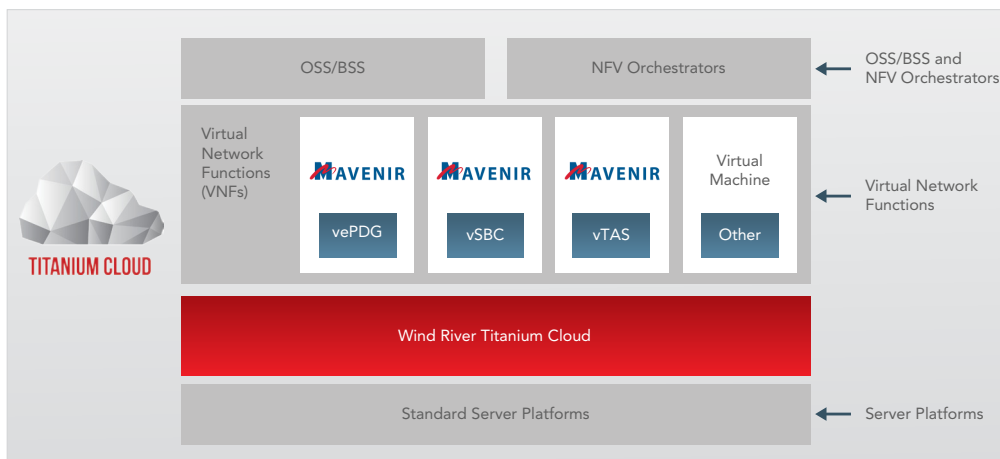 OSS/BSS
NFV Orchestrators
OSS/BSS and
NFV Orchestrators
Virtual
Network
Functions
(VNFs)
MAVENIR
MAVENIR
MAVENIR
Virtual
Machine
vePDG
vSBC
vTAS
Other
Virtual Network
Functions
TITANIUM CLOUD
Wind River Titanium Cloud
Standard Server Platforms
Server Platforms